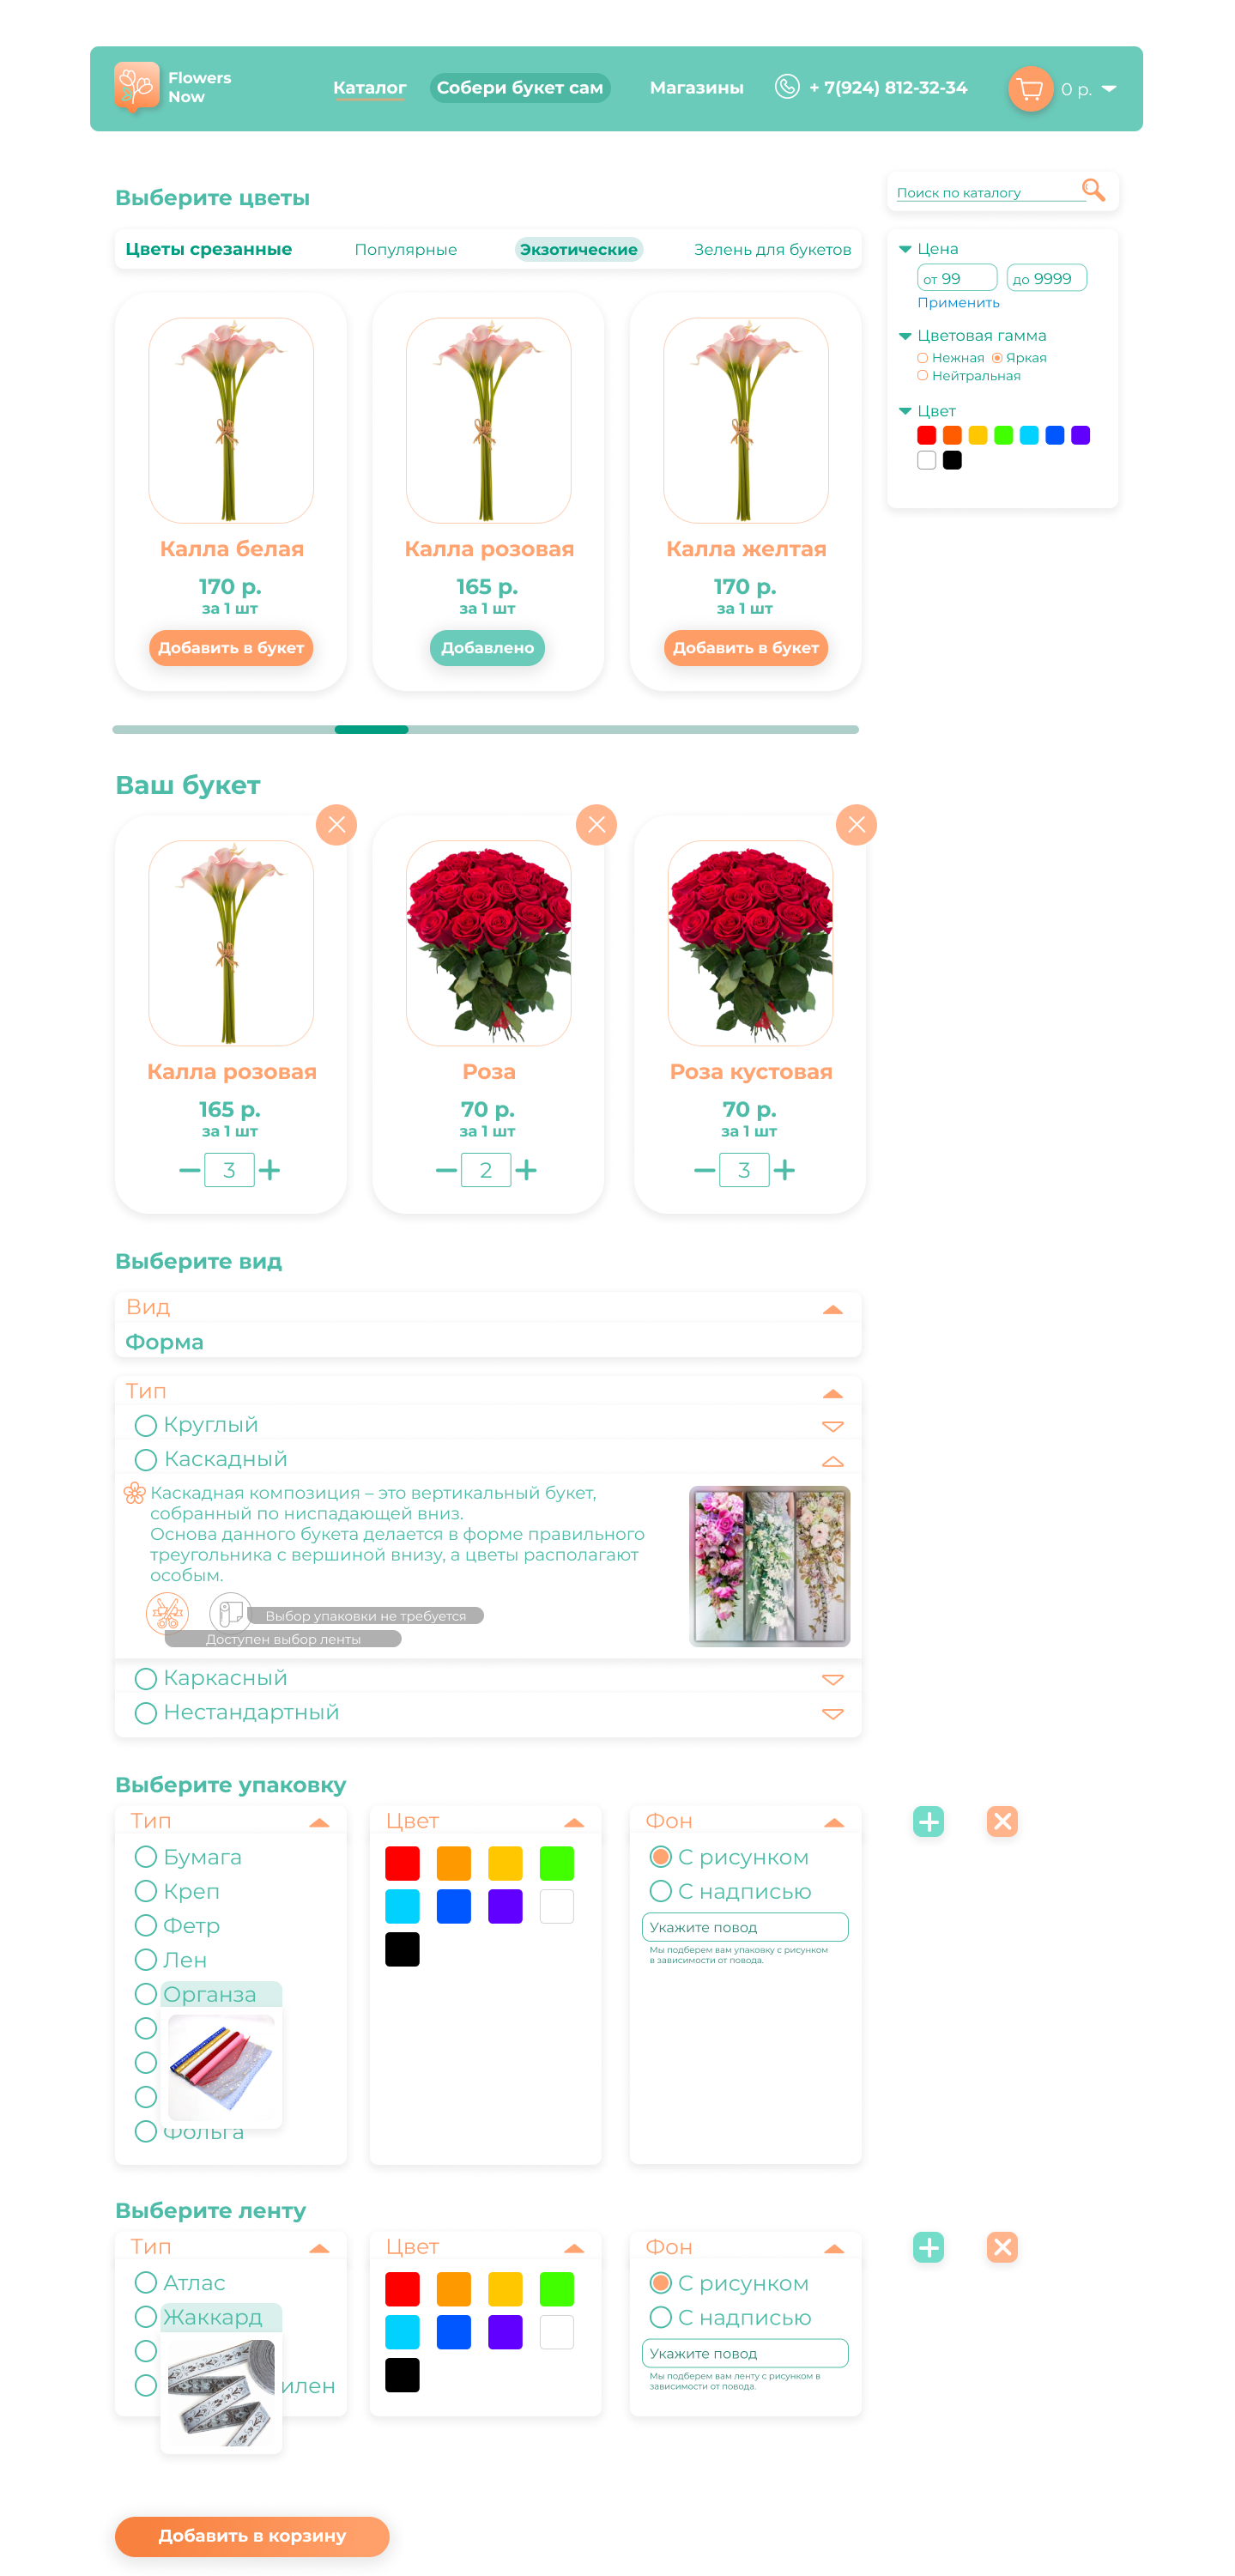 Flowers
Now
Каталог
Собери букет сам
Магазины
+ 7(924) 812-32-34
0 р.
Выберите цветы
Поиск по каталогу
Цветы срезанные
Популярные
Экзотические
Зелень для букетов
Цена
от 99
до 9999
Применить
Цветовая гамма
Нежная
Яркая
Нейтральная
Цвет
Калла белая
170 р.
за 1 шт
Добавить в букет
Калла розовая
165 р.
за 1 шт
Добавлено
Калла желтая
170 р.
за 1 шт
Добавить в букет
Ваш букет
Калла розовая
165 р.
за 1 шт
3
Роза
70 р.
за 1 шт
2
Роза кустовая
70 р.
за 1 шт
3
Выберите вид
Вид
Форма
Тип
Круглый
Каскадный
Каскадная композиция – это вертикальный букет,
собранный по ниспадающей вниз.
Основа данного букета делается в форме правильного
треугольника с вершиной внизу, а цветы располагают
особым.
Выбор упаковки не требуется
Доступен выбор ленты
Каркасный
Нестандартный
Выберите упаковку
Тип
Бумага
Креп
Фетр
Лен
Органза
Фольга
Цвет
Фон
С рисунком
С надписью
Укажите повод
Мы подберем вам упаковку с рисунком
в зависимости от повода.
Выберите ленту
Тип
Атлас
Жаккард
илен
Цвет
Фон
С рисунком
С надписью
Укажите повод
Мы подберем вам ленту с рисунком в
зависимости от повода.
Добавить в корзину